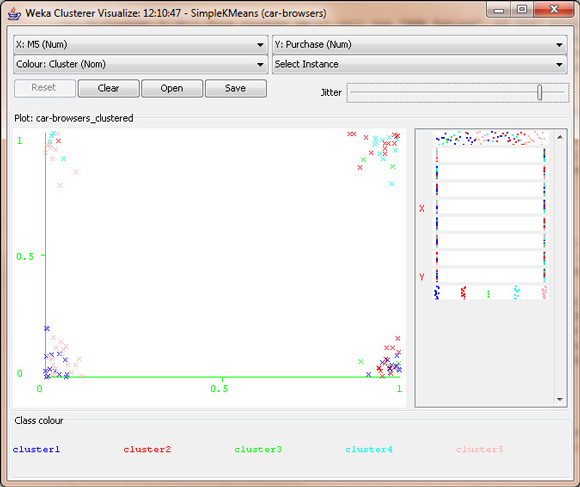 Weka Clusterer Visualize: 12:10:47 - SimpleKMeans (car-browsers)
X: M5 (Num) Y: Purchase (Num)
Colour: Cluster (Nom) Select Instance
Reset Clear Open Save Jitter
Plot: car-browsers_clustered
1
0.5
0
0 0.5 1
X
Y
Class colour
cluster1 cluster2 cluster3 cluster4 cluster5